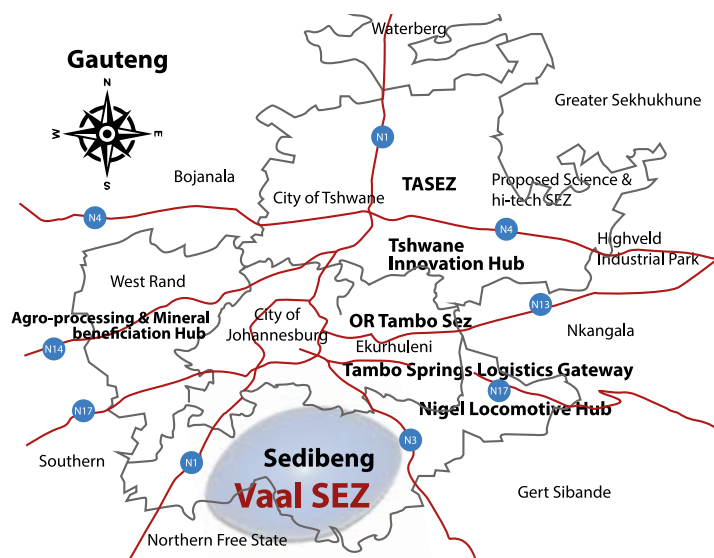 Waterberg
Gauteng
N
W
E
S
Greater Sekhukhune
N1
Bojanala
City of Tshwane
TASEZ
Proposed Science &
hi-tech SEZ
N4
N4
Tshwane
Innovation Hub
Highveld
Industrial Park
West Rand
N13
Agro-processing & Mineral
beneficiation Hub
City of
Johannesburg
OR Tambo Sez
Nkangala
N14
Ekurhuleni
Tambo Springs Logistics Gateway
N17
N17
Nigel Locomotive Hub
N3
Southern
N1
Sedibeng
Vaal SEZ
Gert Sibande
Northern Free State